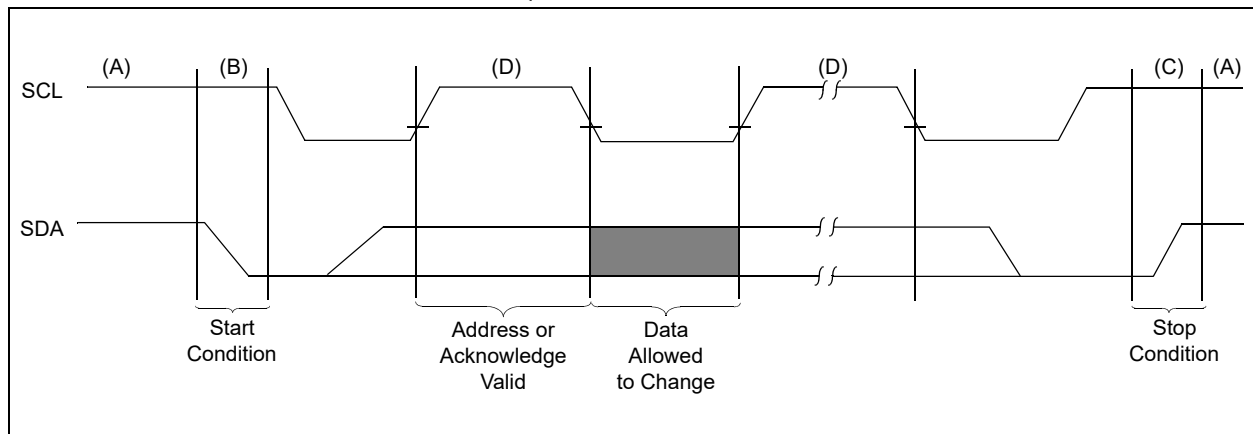 (A)
(B)
(D)
(D)
(C)
(A)
SCL
SDA
Start
Condition
Address or
Acknowledge
Valid
Data
Allowed
to Change
Stop
Condition